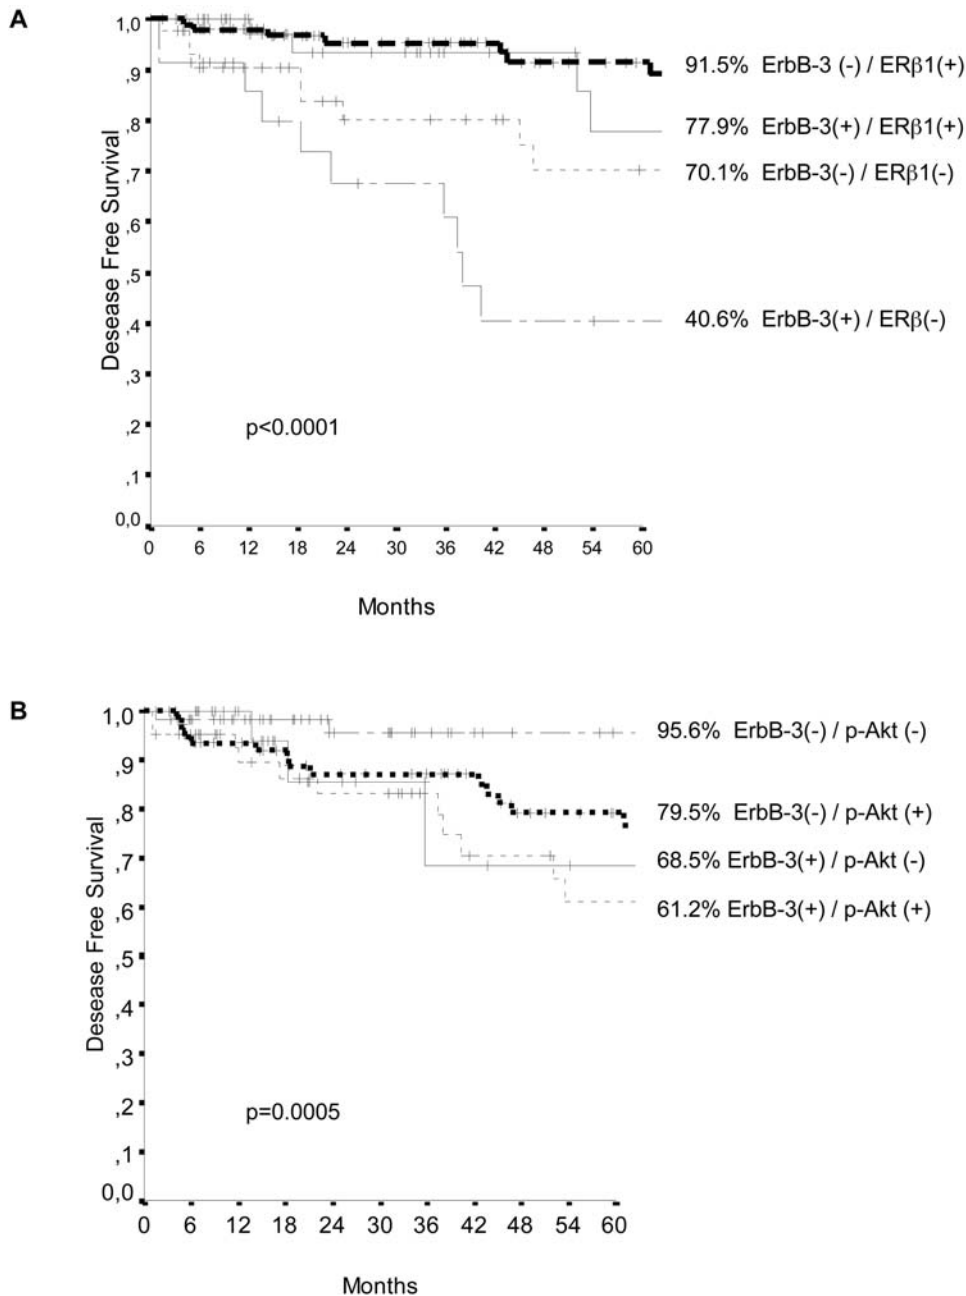 A
1,0
,9
,8
,7
,6
,5
,4
,3
,2
,1
0,0
Desease Free Survival
91.5% ErbB-3 (-) / ERβ1(+)
77.9% ErbB-3(+) / ERβ1(+)
70.1% ErbB-3(-) / ERβ1(-)
40.6% ErbB-3(+) / ERβ(-)
p<0.0001
0 6 12 18 24 30 36 42 48 54 60
Months
B
1,0
,9
,8
,7
,6
,5
,4
,3
,2
,1
0,0
Desease Free Survival
95.6% ErbB-3(-) / p-Akt (-)
79.5% ErbB-3(-) / p-Akt (+)
68.5% ErbB-3(+) / p-Akt (-)
61.2% ErbB-3(+) / p-Akt (+)
p=0.0005
0 6 12 18 24 30 36 42 48 54 60
Months